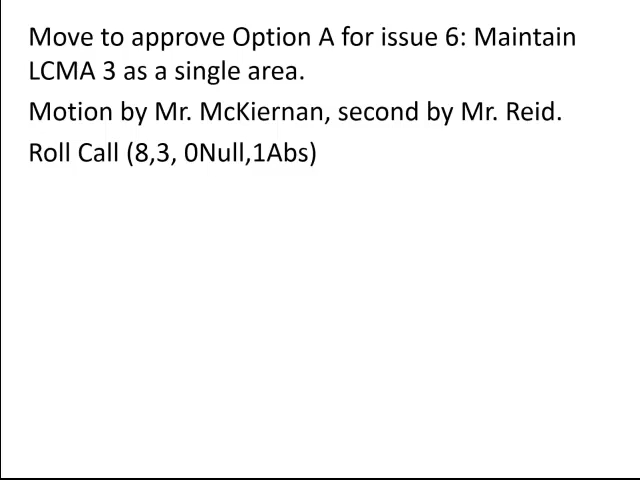 Move to approve Option A for issue 6: Maintain
LCMA 3 as a single area.
Motion by Mr. McKiernan, second by Mr. Reid.
Roll Call (8,3, 0Null,1Abs)